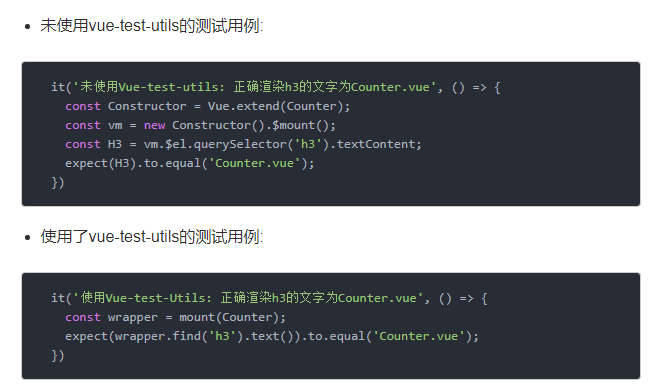 未使用vue-test-utils的测试用例:
it('未使用Vue-test-utils: 正确渲染h3的文字为Counter.vue', () => {
  const Constructor = Vue.extend(Counter);
  const vm = new Constructor().$mount();
  const H3 = vm.$el.querySelector('h3').textContent;
  expect(H3).to.equal('Counter.vue');
})
使用了vue-test-utils的测试用例:
it('使用Vue-test-Utils: 正确渲染h3的文字为Counter.vue', () => {
  const wrapper = mount(Counter);
  expect(wrapper.find('h3').text()).to.equal('Counter.vue');
})